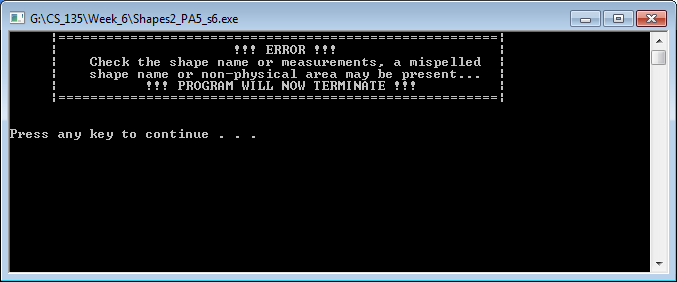 G:\CS_135\Week_6\Shapes2_PA5_s6.exe
¦=====================================================¦
¦ !!! ERROR !!! ¦
¦ Check the shape name or measurements, a mispelled ¦
¦ shape name or non-physical area may be present... ¦
¦ !!! PROGRAM WILL NOW TERMINATE !!! ¦
¦=====================================================¦
Press any key to continue . . .